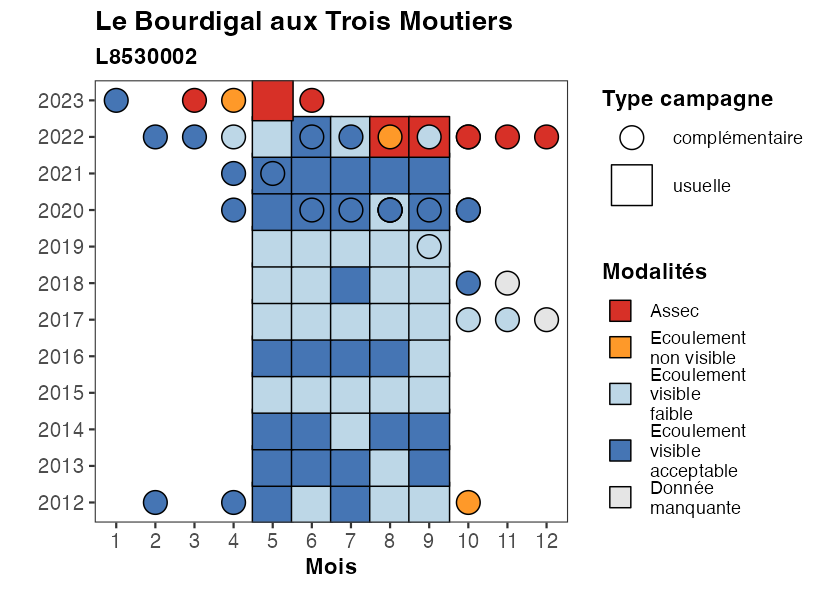 Le Bourdigal aux Trois Moutiers
L8530002
2023
2022
2021
2020
2019
2018
2017
2016
2015
2014
2013
2012
1 2 3 4 5 6 7 8 9 10 11 12
Mois
Type campagne
complémentaire
usuelle
Modalités
Assec
Ecoulement
non visible
Ecoulement
visible
faible
Ecoulement
visible
acceptable
Donnée
manquante